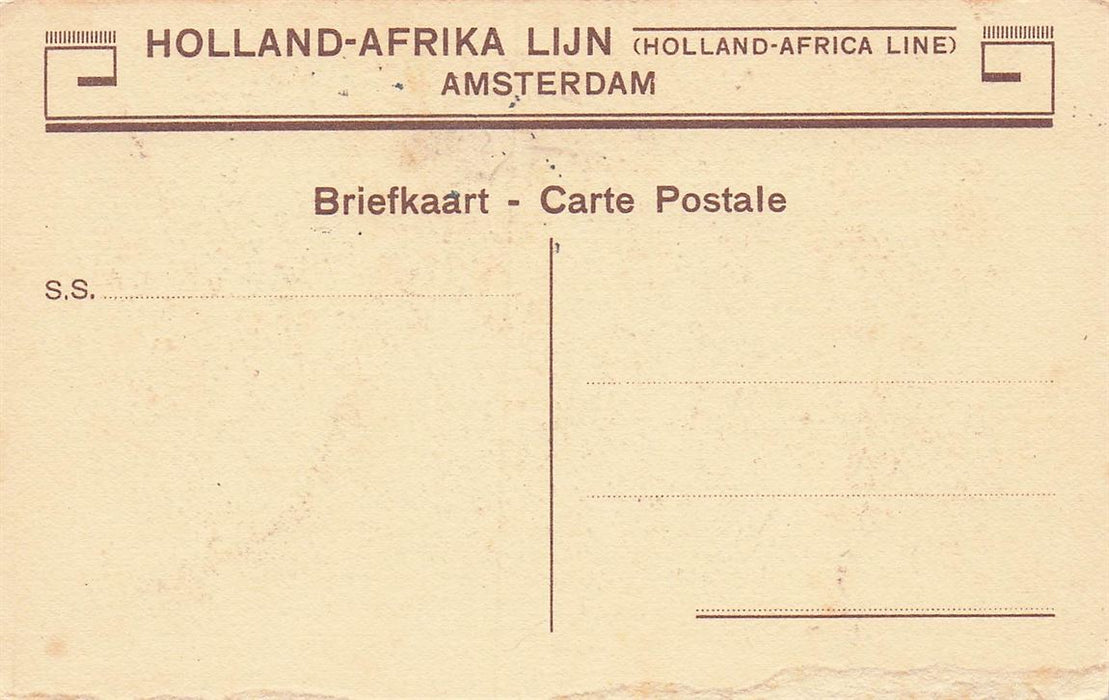 HOLLAND-AFRIKA LIJN (HOLLAND-AFRICA LINE)
AMSTERDAM
Briefkaart - Carte Postale
S.S.